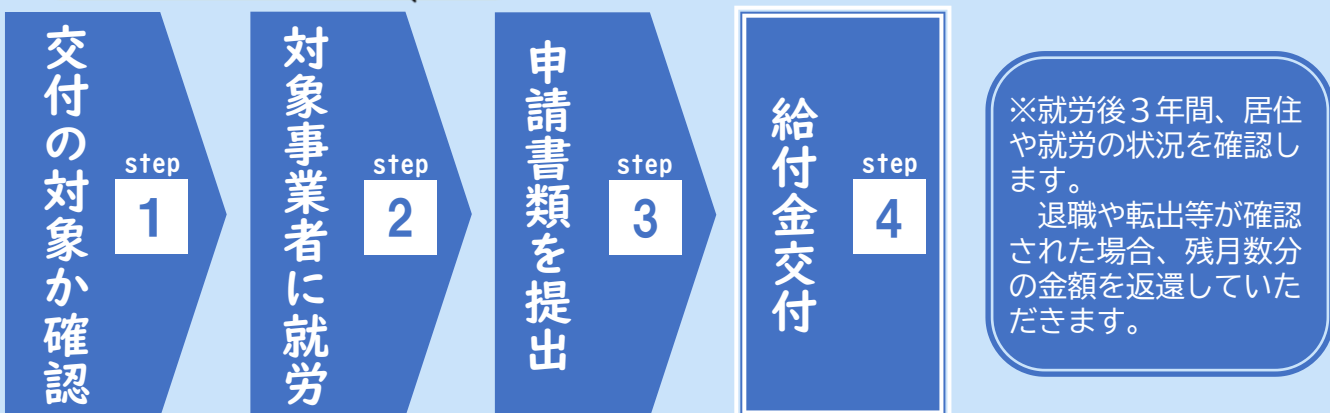 交付の対象か確認
step
1
対象事業者に就労
step
2
申請書類を提出
step
3
給付金交付
step
4
※就労後３年間、居住
や就労の状況を確認し
ます。
　退職や転出等が確認
された場合、残月数分
の金額を返還していた
だきます。